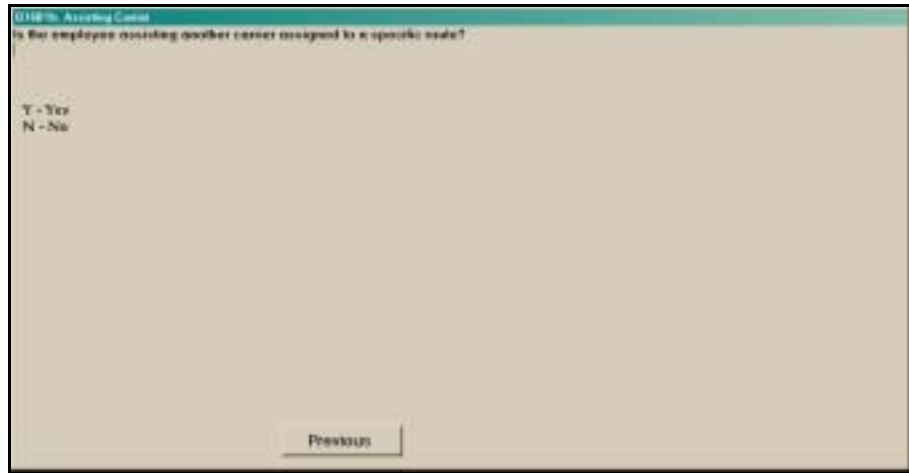 Assisting Carrier
Is the employee assisting another carrier assigned to a specific route?
Y - Yes
N - No
Previous